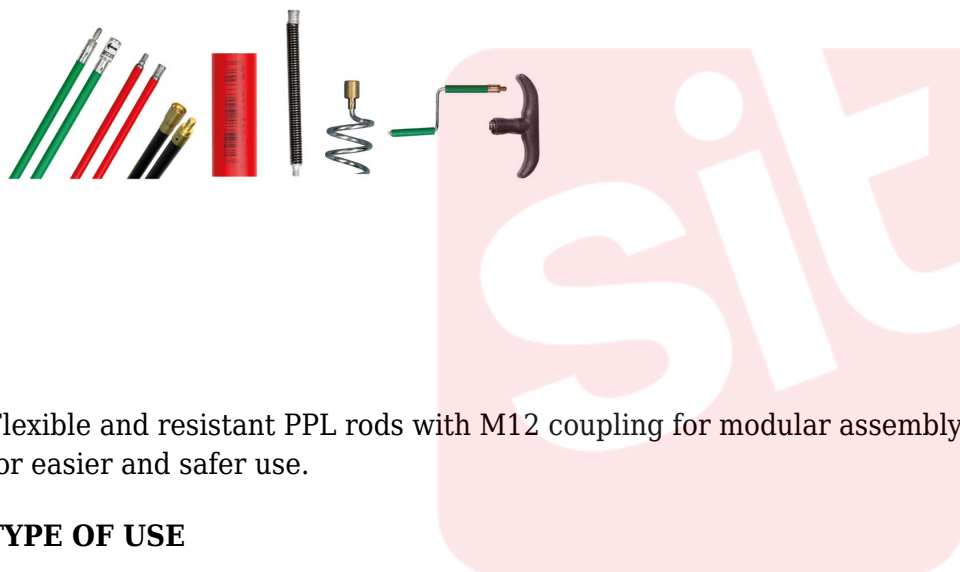 sit
Flexible and resistant PPL rods with M12 coupling for modular assembly
for easier and safer use.
TYPE OF USE